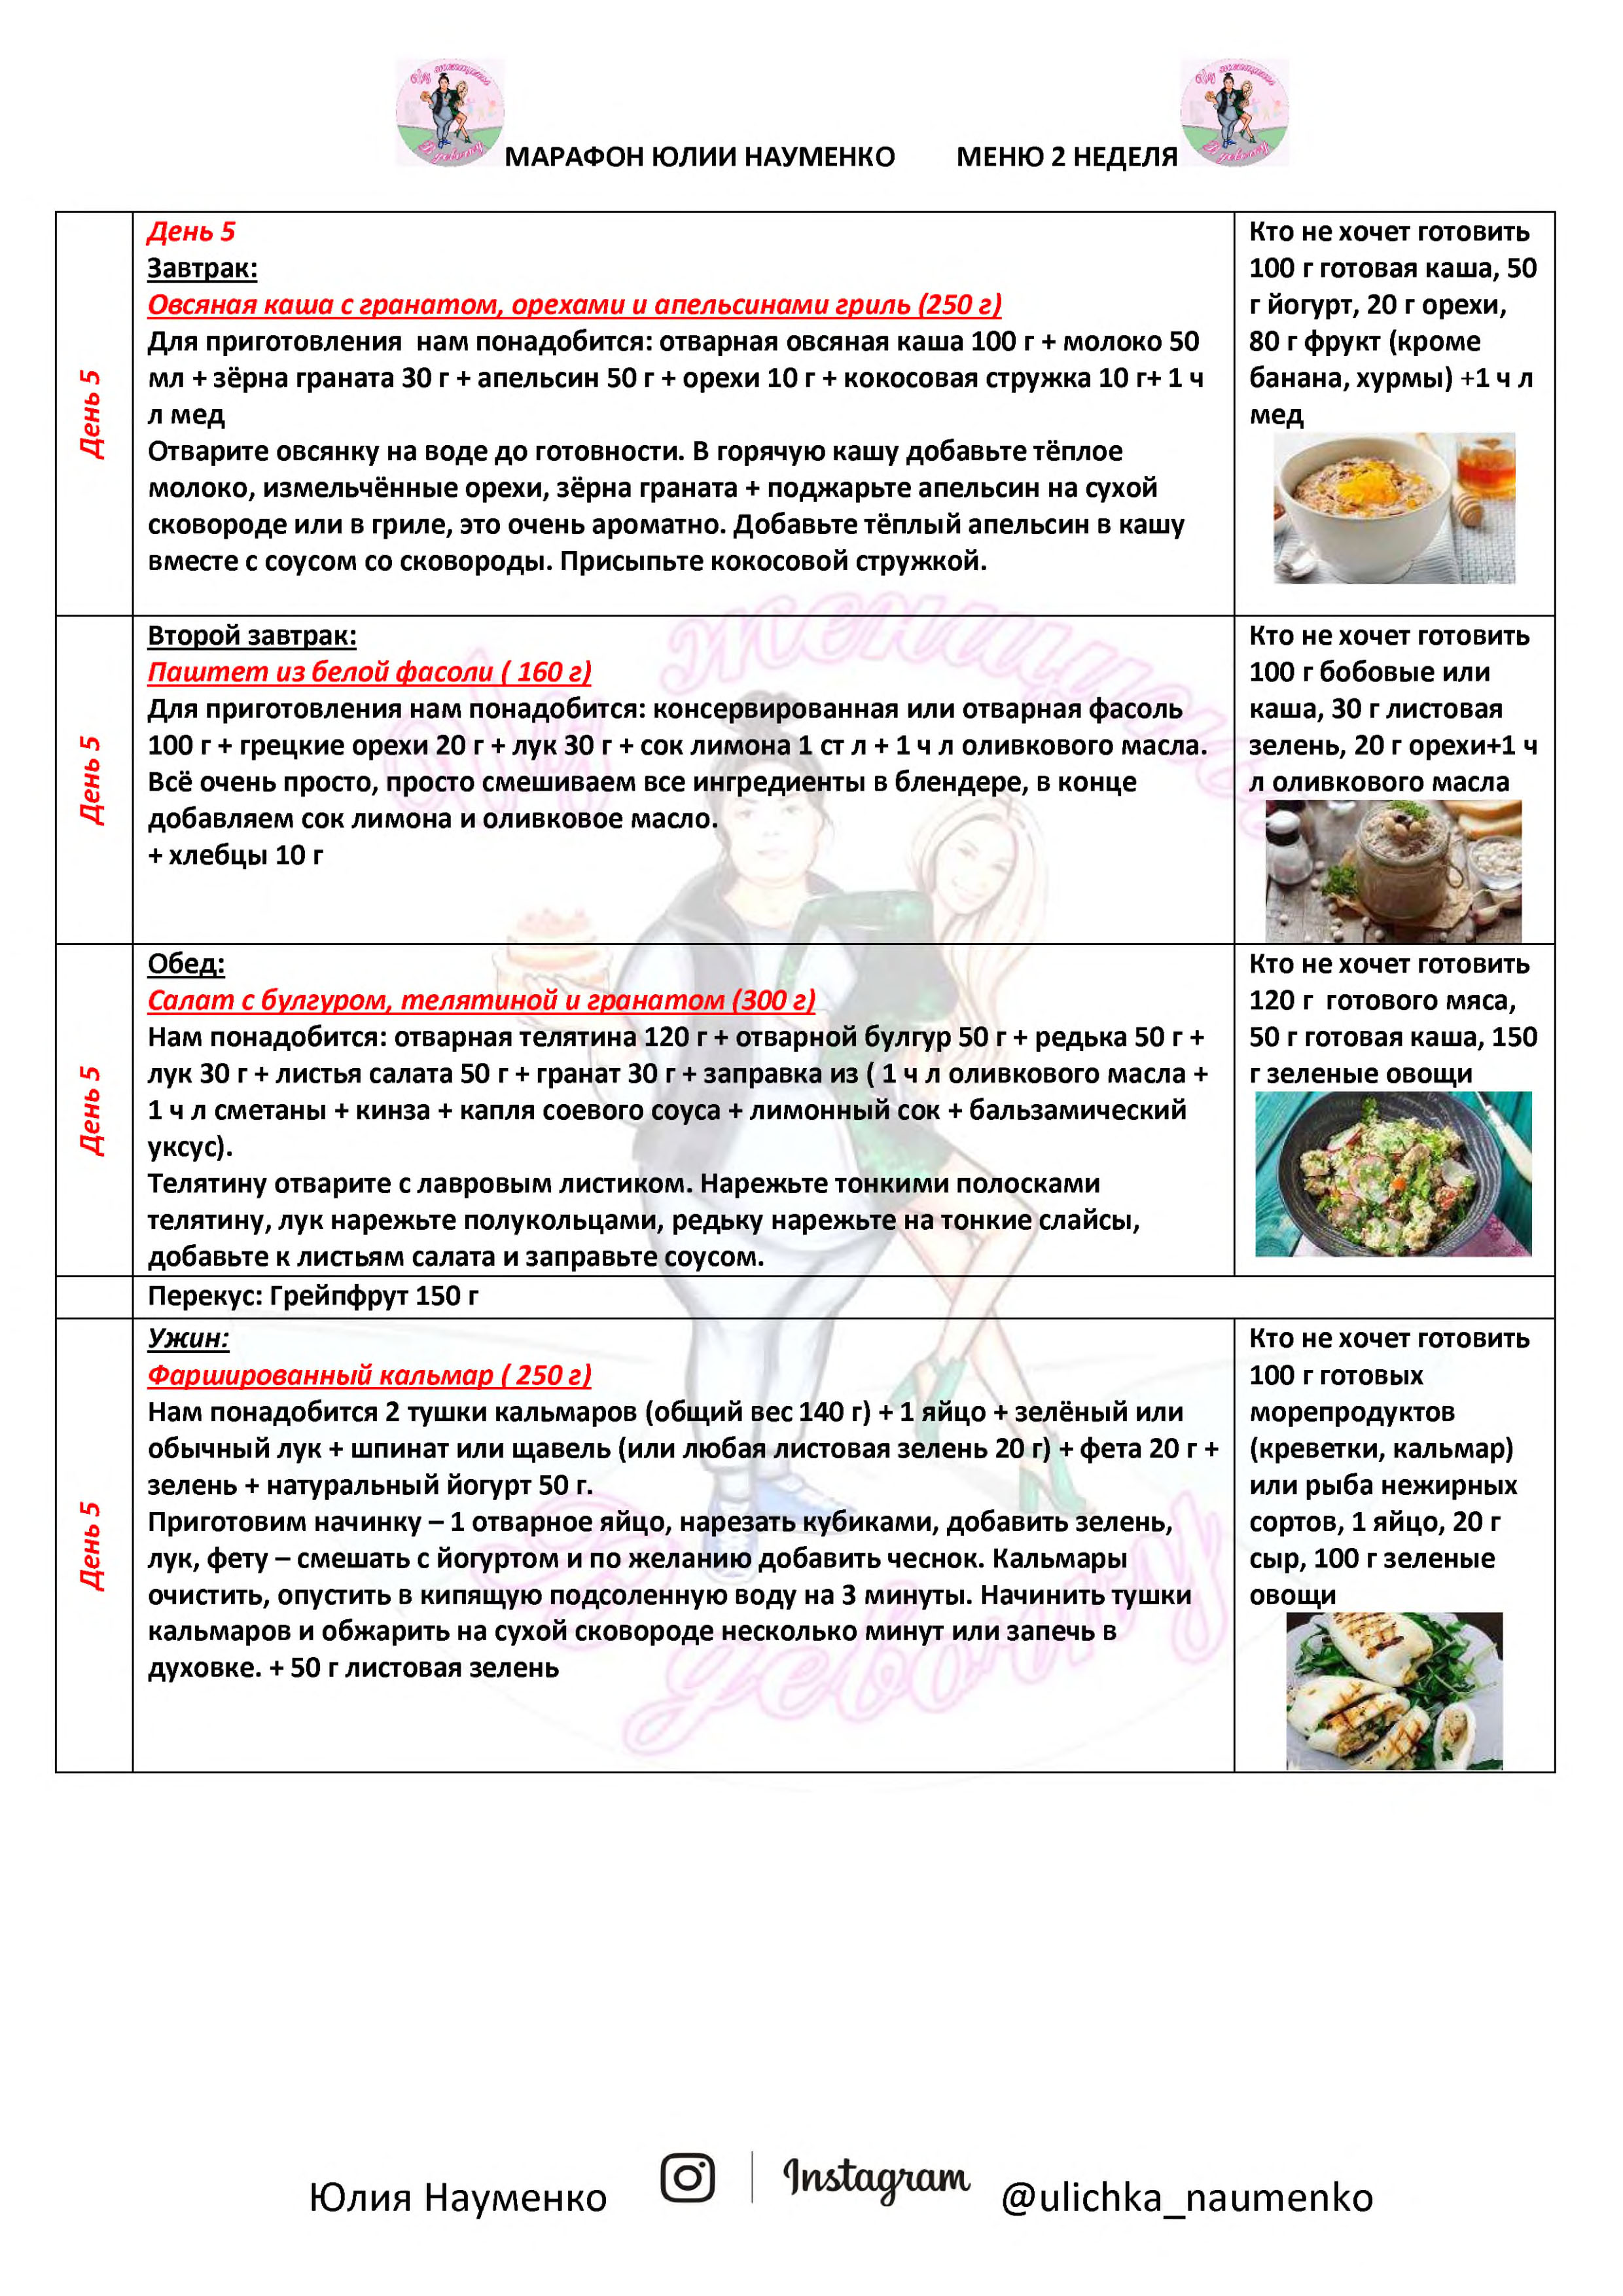 МАРАФОН ЮЛИИ НАУМЕНКО МЕНЮ 2 НЕДЕЛЯ
День 5
День 5
Завтрак:
Овсяная каша с гранатом, орехами и апельсинами гриль (250 г)
Для приготовления нам понадобится: отварная овсяная каша 100 г + молоко 50
мл + зёрна граната 30 г + апельсин 50 г + орехи 10 г + кокосовая стружка 10 г+ 1 ч
л мед
Отварите овсянку на воде до готовности. В горячую кашу добавьте тёплое
молоко, измельчённые орехи, зёрна граната + поджарьте апельсин на сухой
сковороде или в гриле, это очень ароматно. Добавьте тёплый апельсин в кашу
вместе с соусом со сковороды. Присыпьте кокосовой стружкой.
Кто не хочет готовить
100 г готовая каша, 50
г йогурт, 20 г орехи,
80 г фрукт (кроме
банана, хурмы) +1 ч л
мед
День 5
Второй завтрак:
Паштет из белой фасоли ( 160 г)
Для приготовления нам понадобится: консервированная или отварная фасоль
100 г + грецкие орехи 20 г + лук 30 г + сок лимона 1 ст л + 1 ч л оливкового масла.
Всё очень просто, просто смешиваем все ингредиенты в блендере, в конце
добавляем сок лимона и оливковое масло.
+ хлебцы 10 г
Кто не хочет готовить
100 г бобовые или
каша, 30 г листовая
зелень, 20 г орехи+1 ч
л оливкового масла
День 5
Обед:
Салат с булгуром, телятиной и гранатом (300 г)
Нам понадобится: отварная телятина 120 г + отварной булгур 50 г + редька 50 г +
лук 30 г + листья салата 50 г + гранат 30 г + заправка из ( 1 ч л оливкового масла +
1 ч л сметаны + кинза + капля соевого соуса + лимонный сок + бальзамический
уксус).
Телятину отварите с лавровым листиком. Нарежьте тонкими полосками
телятину, лук нарежьте полукольцами, редьку нарежьте на тонкие слайсы,
добавьте к листьям салата и заправьте соусом.
Кто не хочет готовить
120 г готового мяса,
50 г готовая каша, 150
г зеленые овощи
Перекус: Грейпфрут 150 г
День 5
Ужин:
Фаршированный кальмар ( 250 г)
Нам понадобится 2 тушки кальмаров (общий вес 140 г) + 1 яйцо + зелёный или
обычный лук + шпинат или щавель (или любая листовая зелень 20 г) + фета 20 г +
зелень + натуральный йогурт 50 г.
Приготовим начинку – 1 отварное яйцо, нарезать кубиками, добавить зелень,
лук, фету – смешать с йогуртом и по желанию добавить чеснок. Кальмары
очистить, опустить в кипящую подсоленную воду на 3 минуты. Начинить тушки
кальмаров и обжарить на сухой сковороде несколько минут или запечь в
духовке. + 50 г листовая зелень
Кто не хочет готовить
100 г готовых
морепродуктов
(креветки, кальмар)
или рыба нежирных
сортов, 1 яйцо, 20 г
сыр, 100 г зеленые
овощи
Из женщины
В девочку
Юлия Науменко Instagram @ulichka_naumenko